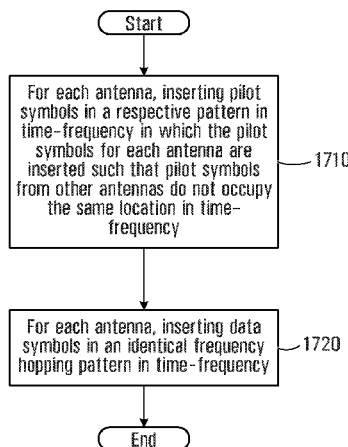 Start
For each antenna, inserting pilot
symbols in a respective pattern in
time-frequency in which the pilot
symbols for each antenna are
inserted such that pilot symbols
from other antennas do not occupy
the same location in time-
frequency
1710
For each antenna, inserting data
symbols in an identical frequency
hopping pattern in time-frequency
1720
End